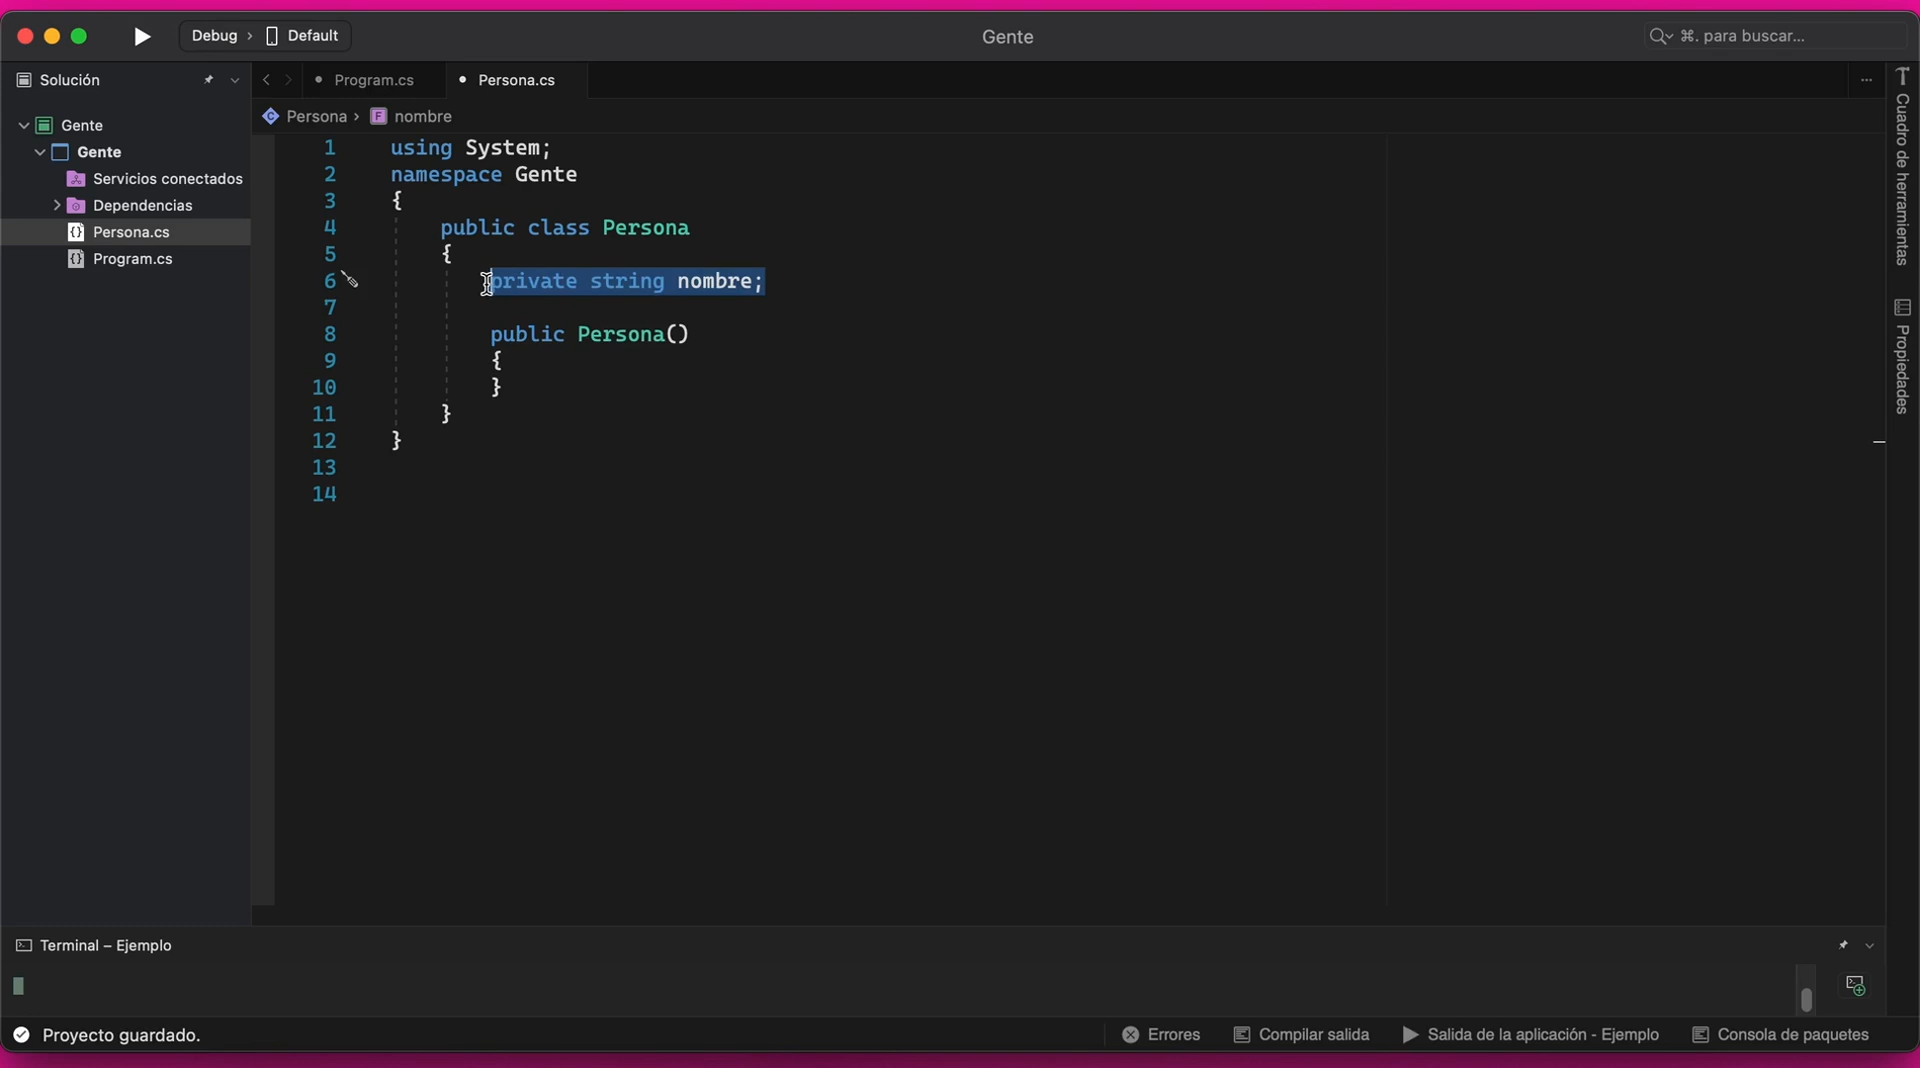 Debug › Default
Gente
⌘. para buscar...
Solución
Program.cs
Persona.cs
Persona › F nombre
Gente
Gente
Servicios conectados
Dependencias
Persona.cs
Program.cs
1 using System;
2 namespace Gente
3 {
4 public class Persona
5 {
6 private string nombre;
7
8 public Persona()
9 {
10 }
11 }
12 }
13
14
Cuadro de herramientas
Propiedades
Terminal – Ejemplo
Proyecto guardado.
Errores
Compilar salida
Salida de la aplicación - Ejemplo
Consola de paquetes